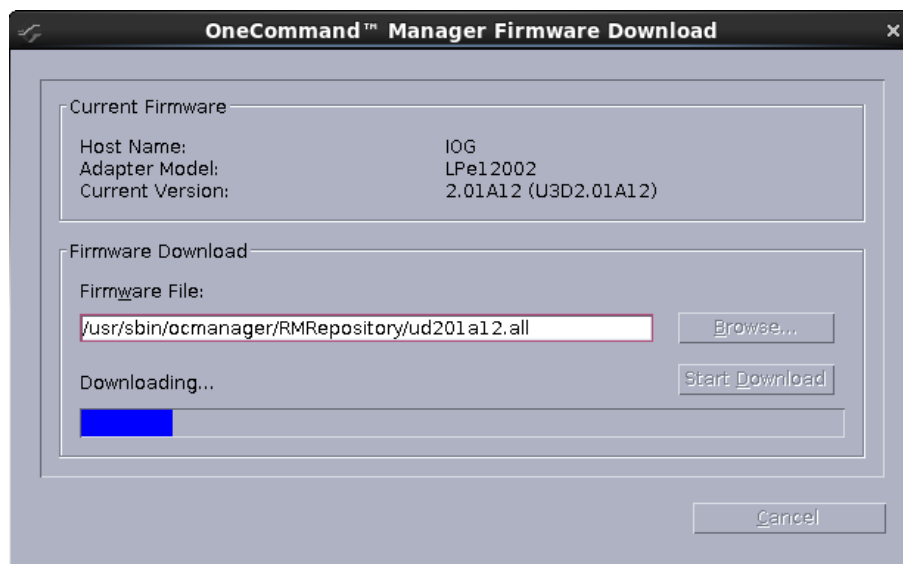 OneCommand™ Manager Firmware Download
Current Firmware
Host Name: IOG
Adapter Model: LPe12002
Current Version: 2.01A12 (U3D2.01A12)
Firmware Download
Firmware File:
/usr/sbin/ocmanager/RMRepository/ud201a12.all
Browse...
Downloading...
Start Download
Cancel